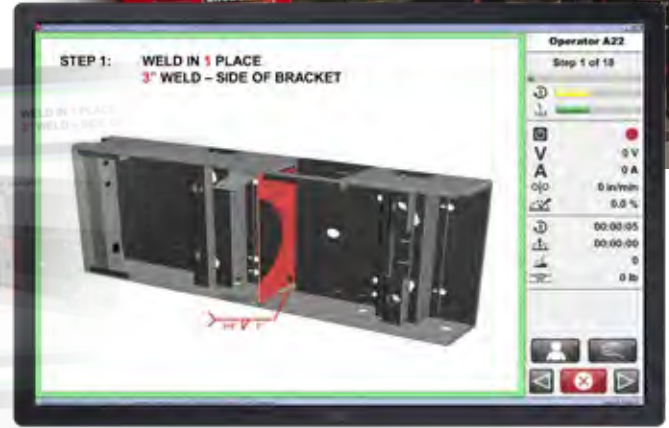 STEP 1: WELD IN 1 PLACE
3" WELD – SIDE OF BRACKET
Operator A22
Step 1 of 18
V 0 V
A 0 A
0 in/min
0.0 %
00:00:05
00:00:00
0
0 lb